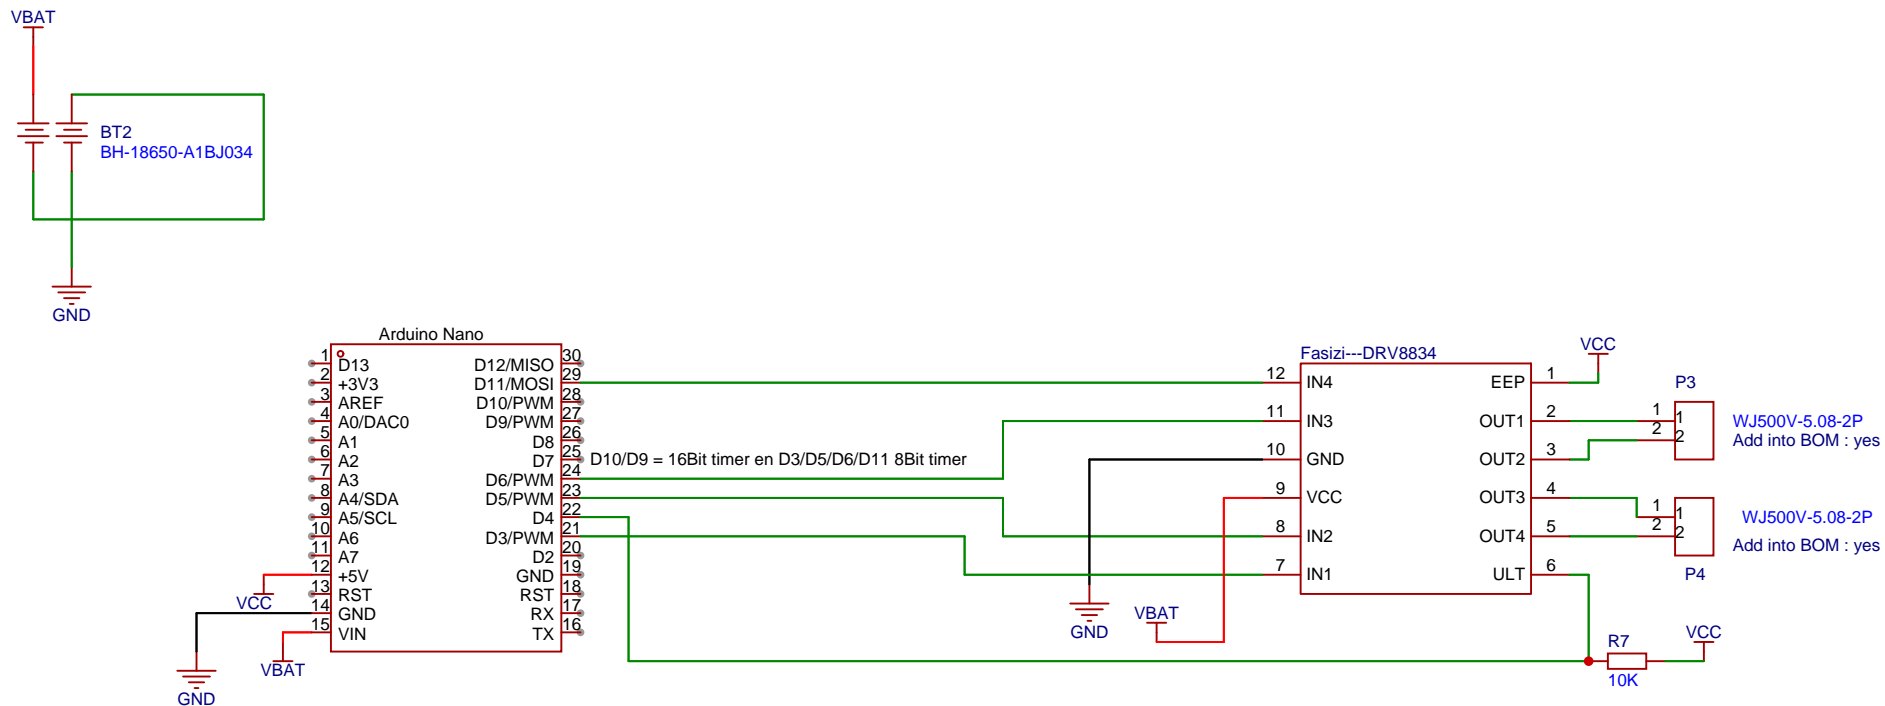 VBAT
BT2
BH-18650-A1BJ034
GND
Arduino Nano
1 D13
2 +3V3
3 AREF
4 A0/DAC0
5 A1
6 A2
7 A3
8 A4/SDA
9 A5/SCL
10 A6
11 A7
12 +5V
13 RST
14 GND
15 VIN
D12/MISO 30
D11/MOSI 29
D10/PWM 28
D9/PWM 27
D8 26
D7 25
D6/PWM 24
D5/PWM 23
D4 22
D3/PWM 21
D2 20
GND 19
RST 18
RX 17
TX 16
VCC
VBAT
GND
D10/D9 = 16Bit timer en D3/D5/D6/D11 8Bit timer
Fasizi---DRV8834
12 IN4
11 IN3
10 GND
9 VCC
8 IN2
7 IN1
EEP 1
OUT1 2
OUT2 3
OUT3 4
OUT4 5
ULT 6
GND
VBAT
VCC
P3
1 1
2 2
WJ500V-5.08-2P
Add into BOM : yes
1 1
2 2
WJ500V-5.08-2P
Add into BOM : yes
P4
R7
10K
VCC